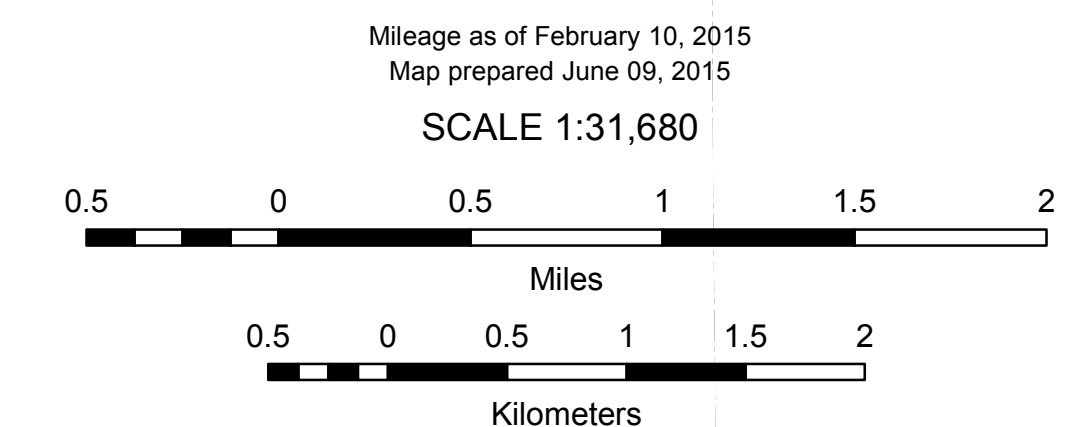 Mileage as of February 10, 2015
Map prepared June 09, 2015
SCALE 1:31,680
0.5 0 0.5 1 1.5 2
Miles
0.5 0 0.5 1 1.5 2
Kilometers